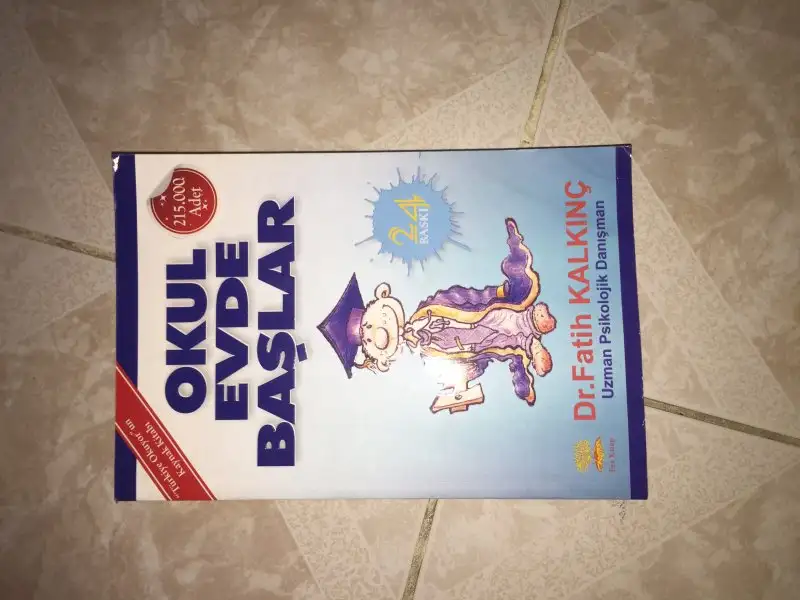 "Türkiye Okuyor"un
Kaynak Kitabı
215.000
Adet
OKUL
EVDE
BAŞLAR
24
BASKI
Dr.Fatih KALKINÇ
Uzman Psikolojik Danışman